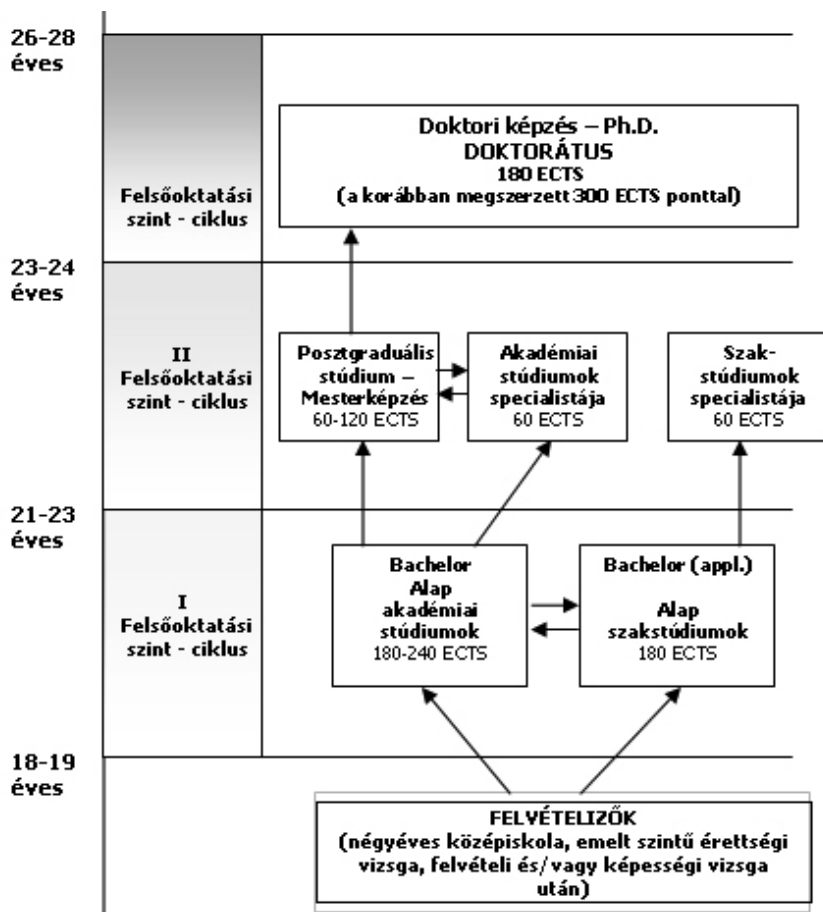 26-28
éves
Doktori képzés – Ph.D.
DOKTORÁTUS
180 ECTS
(a korábban megszerzett 300 ECTS ponttal)
Felsőoktatási
szint - ciklus
23-24
éves
II
Felsőoktatási
szint - ciklus
Posztgraduális
stúdium –
Mesterképzés
60-120 ECTS
Akadémiai
stúdiumok
specialistája
60 ECTS
Szak-
stúdiumok
specialistája
60 ECTS
21-23
éves
I
Felsőoktatási
szint - ciklus
Bachelor
Alap
akadémiai
stúdiumok
180-240 ECTS
Bachelor (appl.)
Alap
szakstúdiumok
180 ECTS
18-19
éves
FELVÉTELIZŐK
(négyéves középiskola, emelt szintű érettségi
vizsga, felvételi és/ vagy képességi vizsga
után)